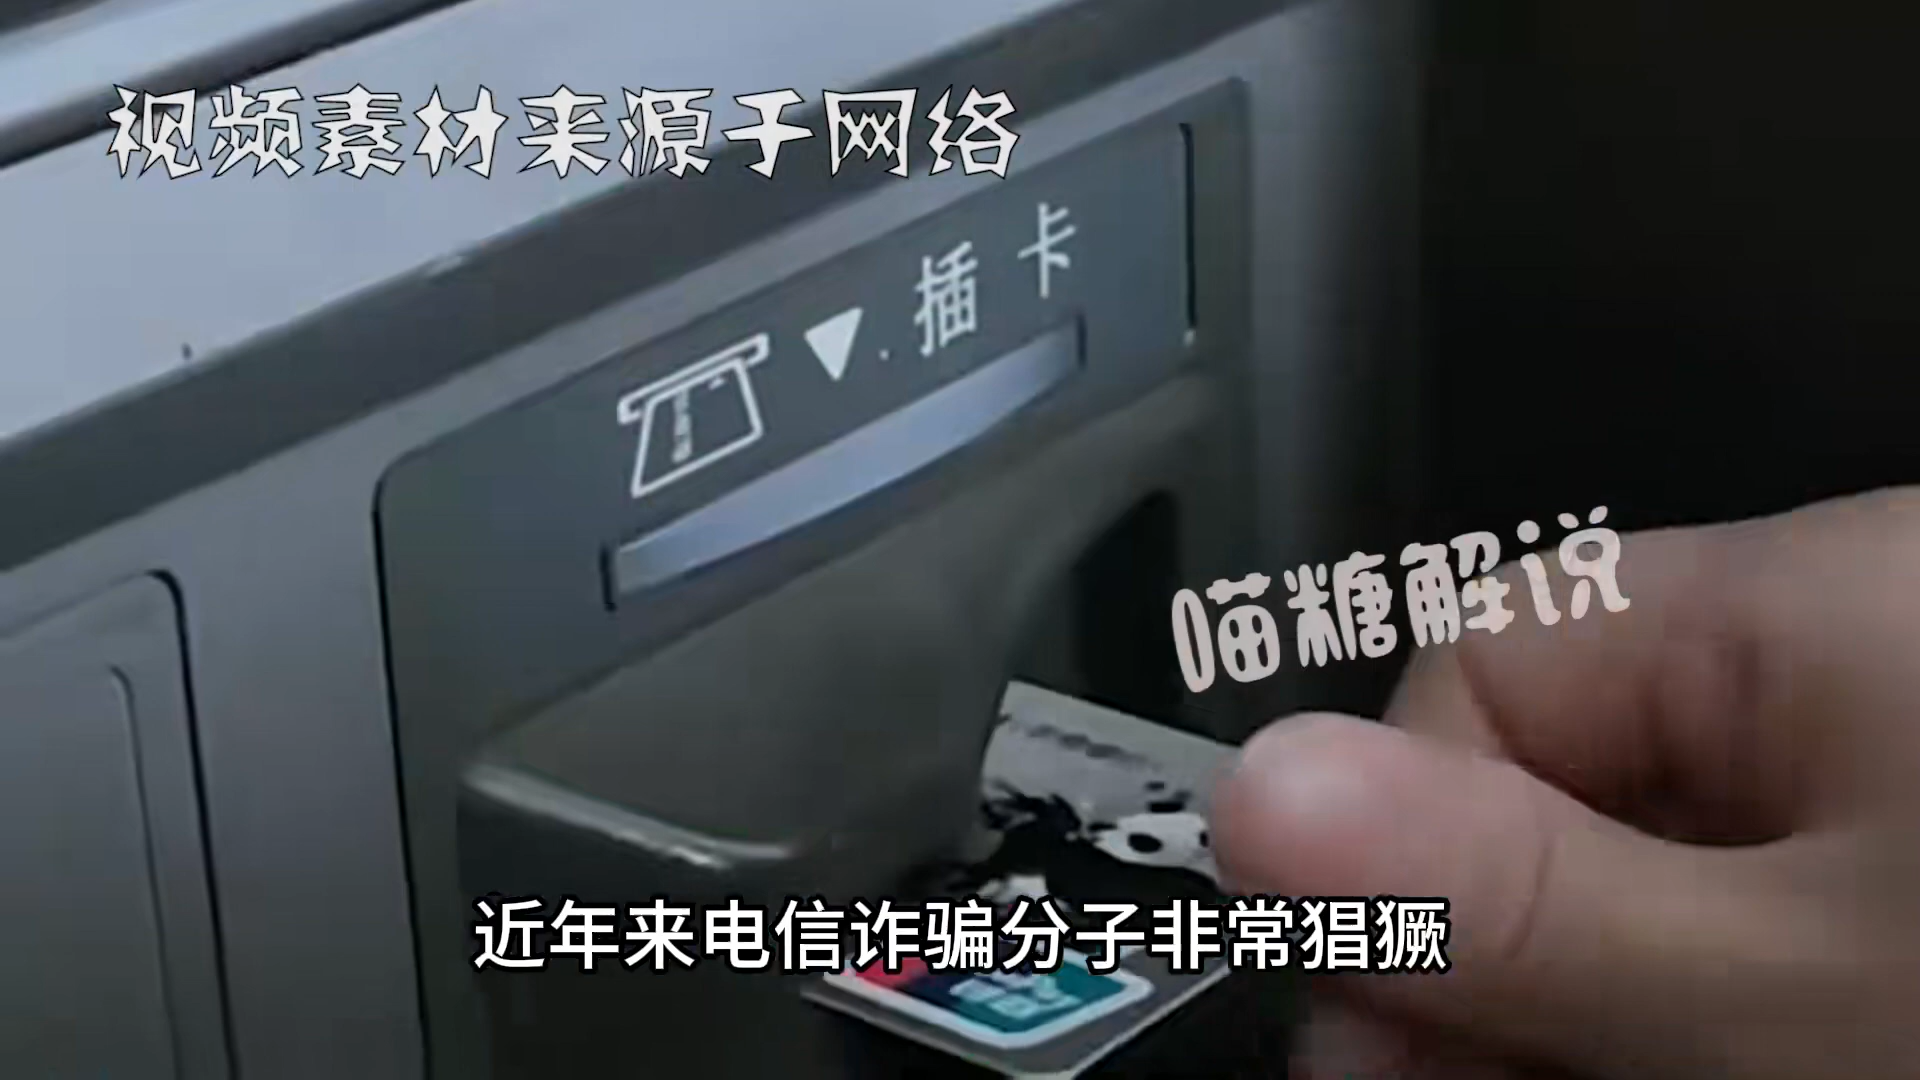 视频素材来源于网络
插卡
喵糖解说
近年来电信诈骗分子非常猖獗